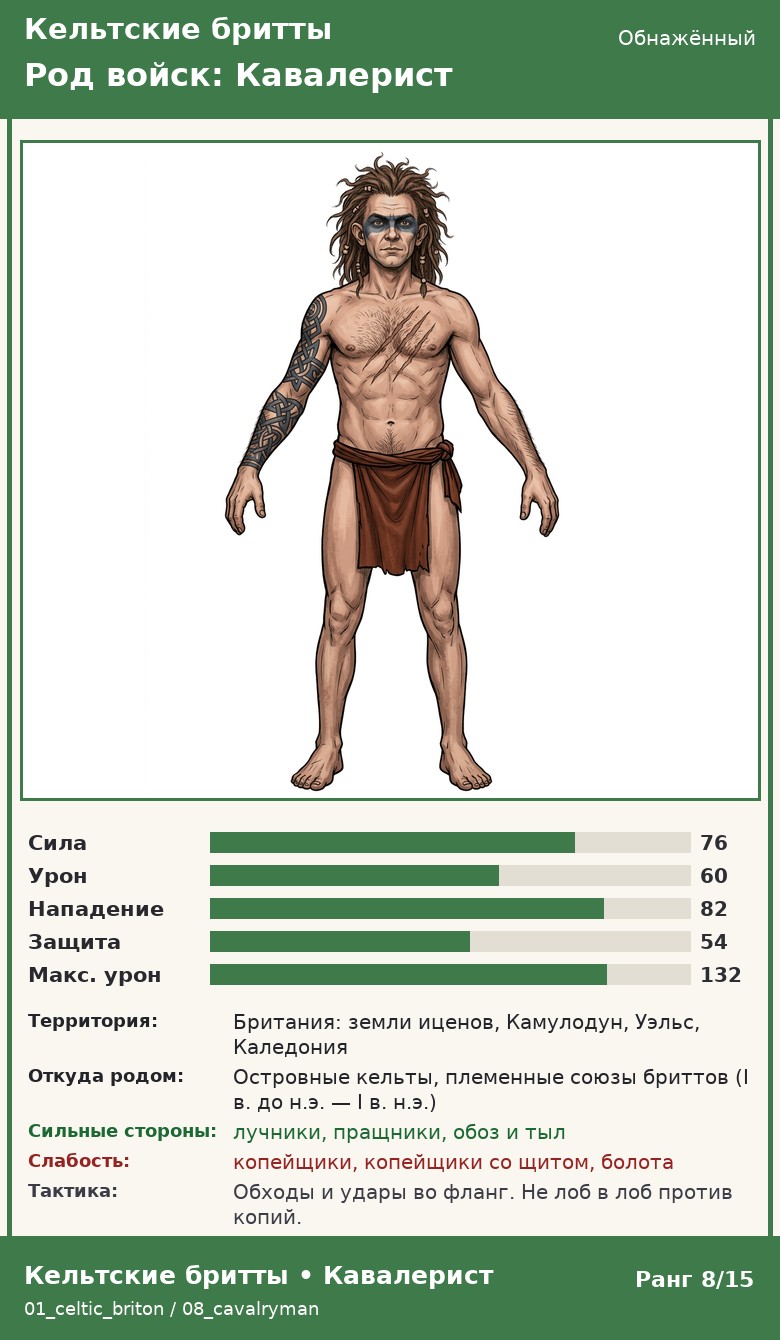 Кельтские бритты
Обнажённый
Род войск: Кавалерист
Сила 76
Урон 60
Нападение 82
Защита 54
Макс. урон 132
Территория: Британия: земли иценов, Камулодун, Уэльс,
Каледония
Откуда родом: Островные кельты, племенные союзы бриттов (I
в. до н.э. — I в. н.э.)
Сильные стороны: лучники, пращники, обоз и тыл
Слабость: копейщики, копейщики со щитом, болота
Тактика: Обходы и удары во фланг. Не лоб в лоб против
копий.
Кельтские бритты • Кавалерист
Ранг 8/15
01_celtic_briton / 08_cavalryman